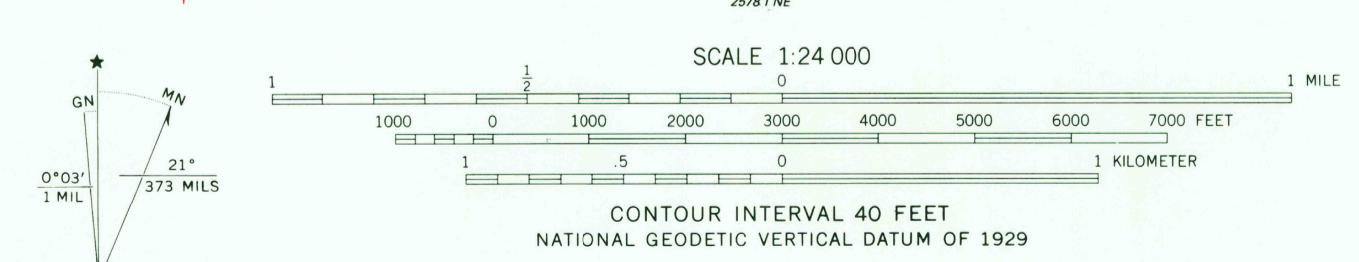 2578 I NE
SCALE 1:24 000
1 1/2 0 1 MILE
1000 0 1000 2000 3000 4000 5000 6000 7000 FEET
1 .5 0 1 KILOMETER
CONTOUR INTERVAL 40 FEET
NATIONAL GEODETIC VERTICAL DATUM OF 1929
★
GN MN
0°03′ 21°
1 MIL 373 MILS